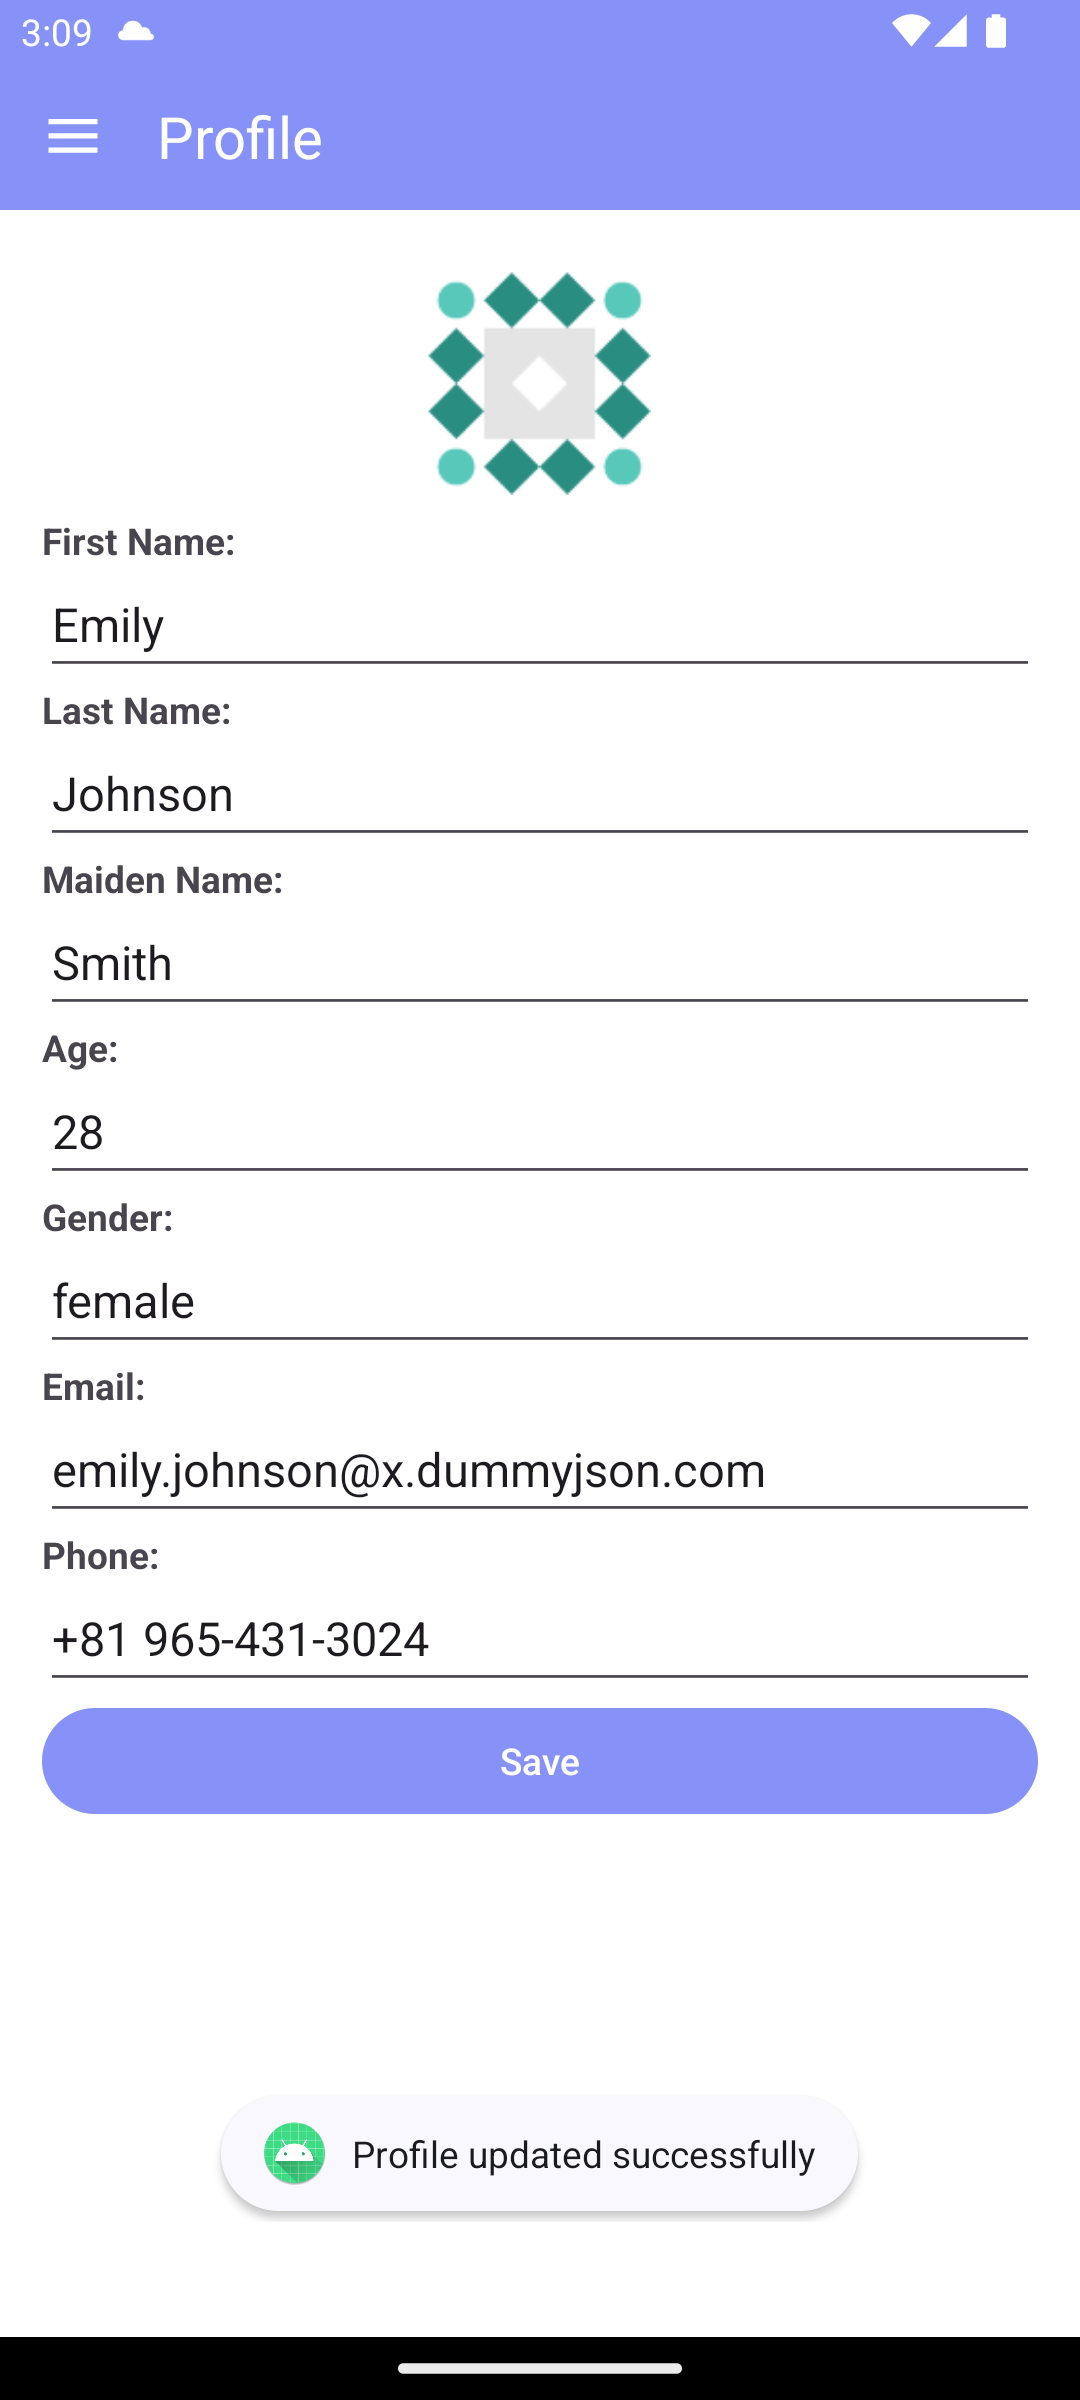 3:09
Profile
First Name:
Emily
Last Name:
Johnson
Maiden Name:
Smith
Age:
28
Gender:
female
Email:
emily.johnson@x.dummyjson.com
Phone:
+81 965-431-3024
Save
Profile updated successfully